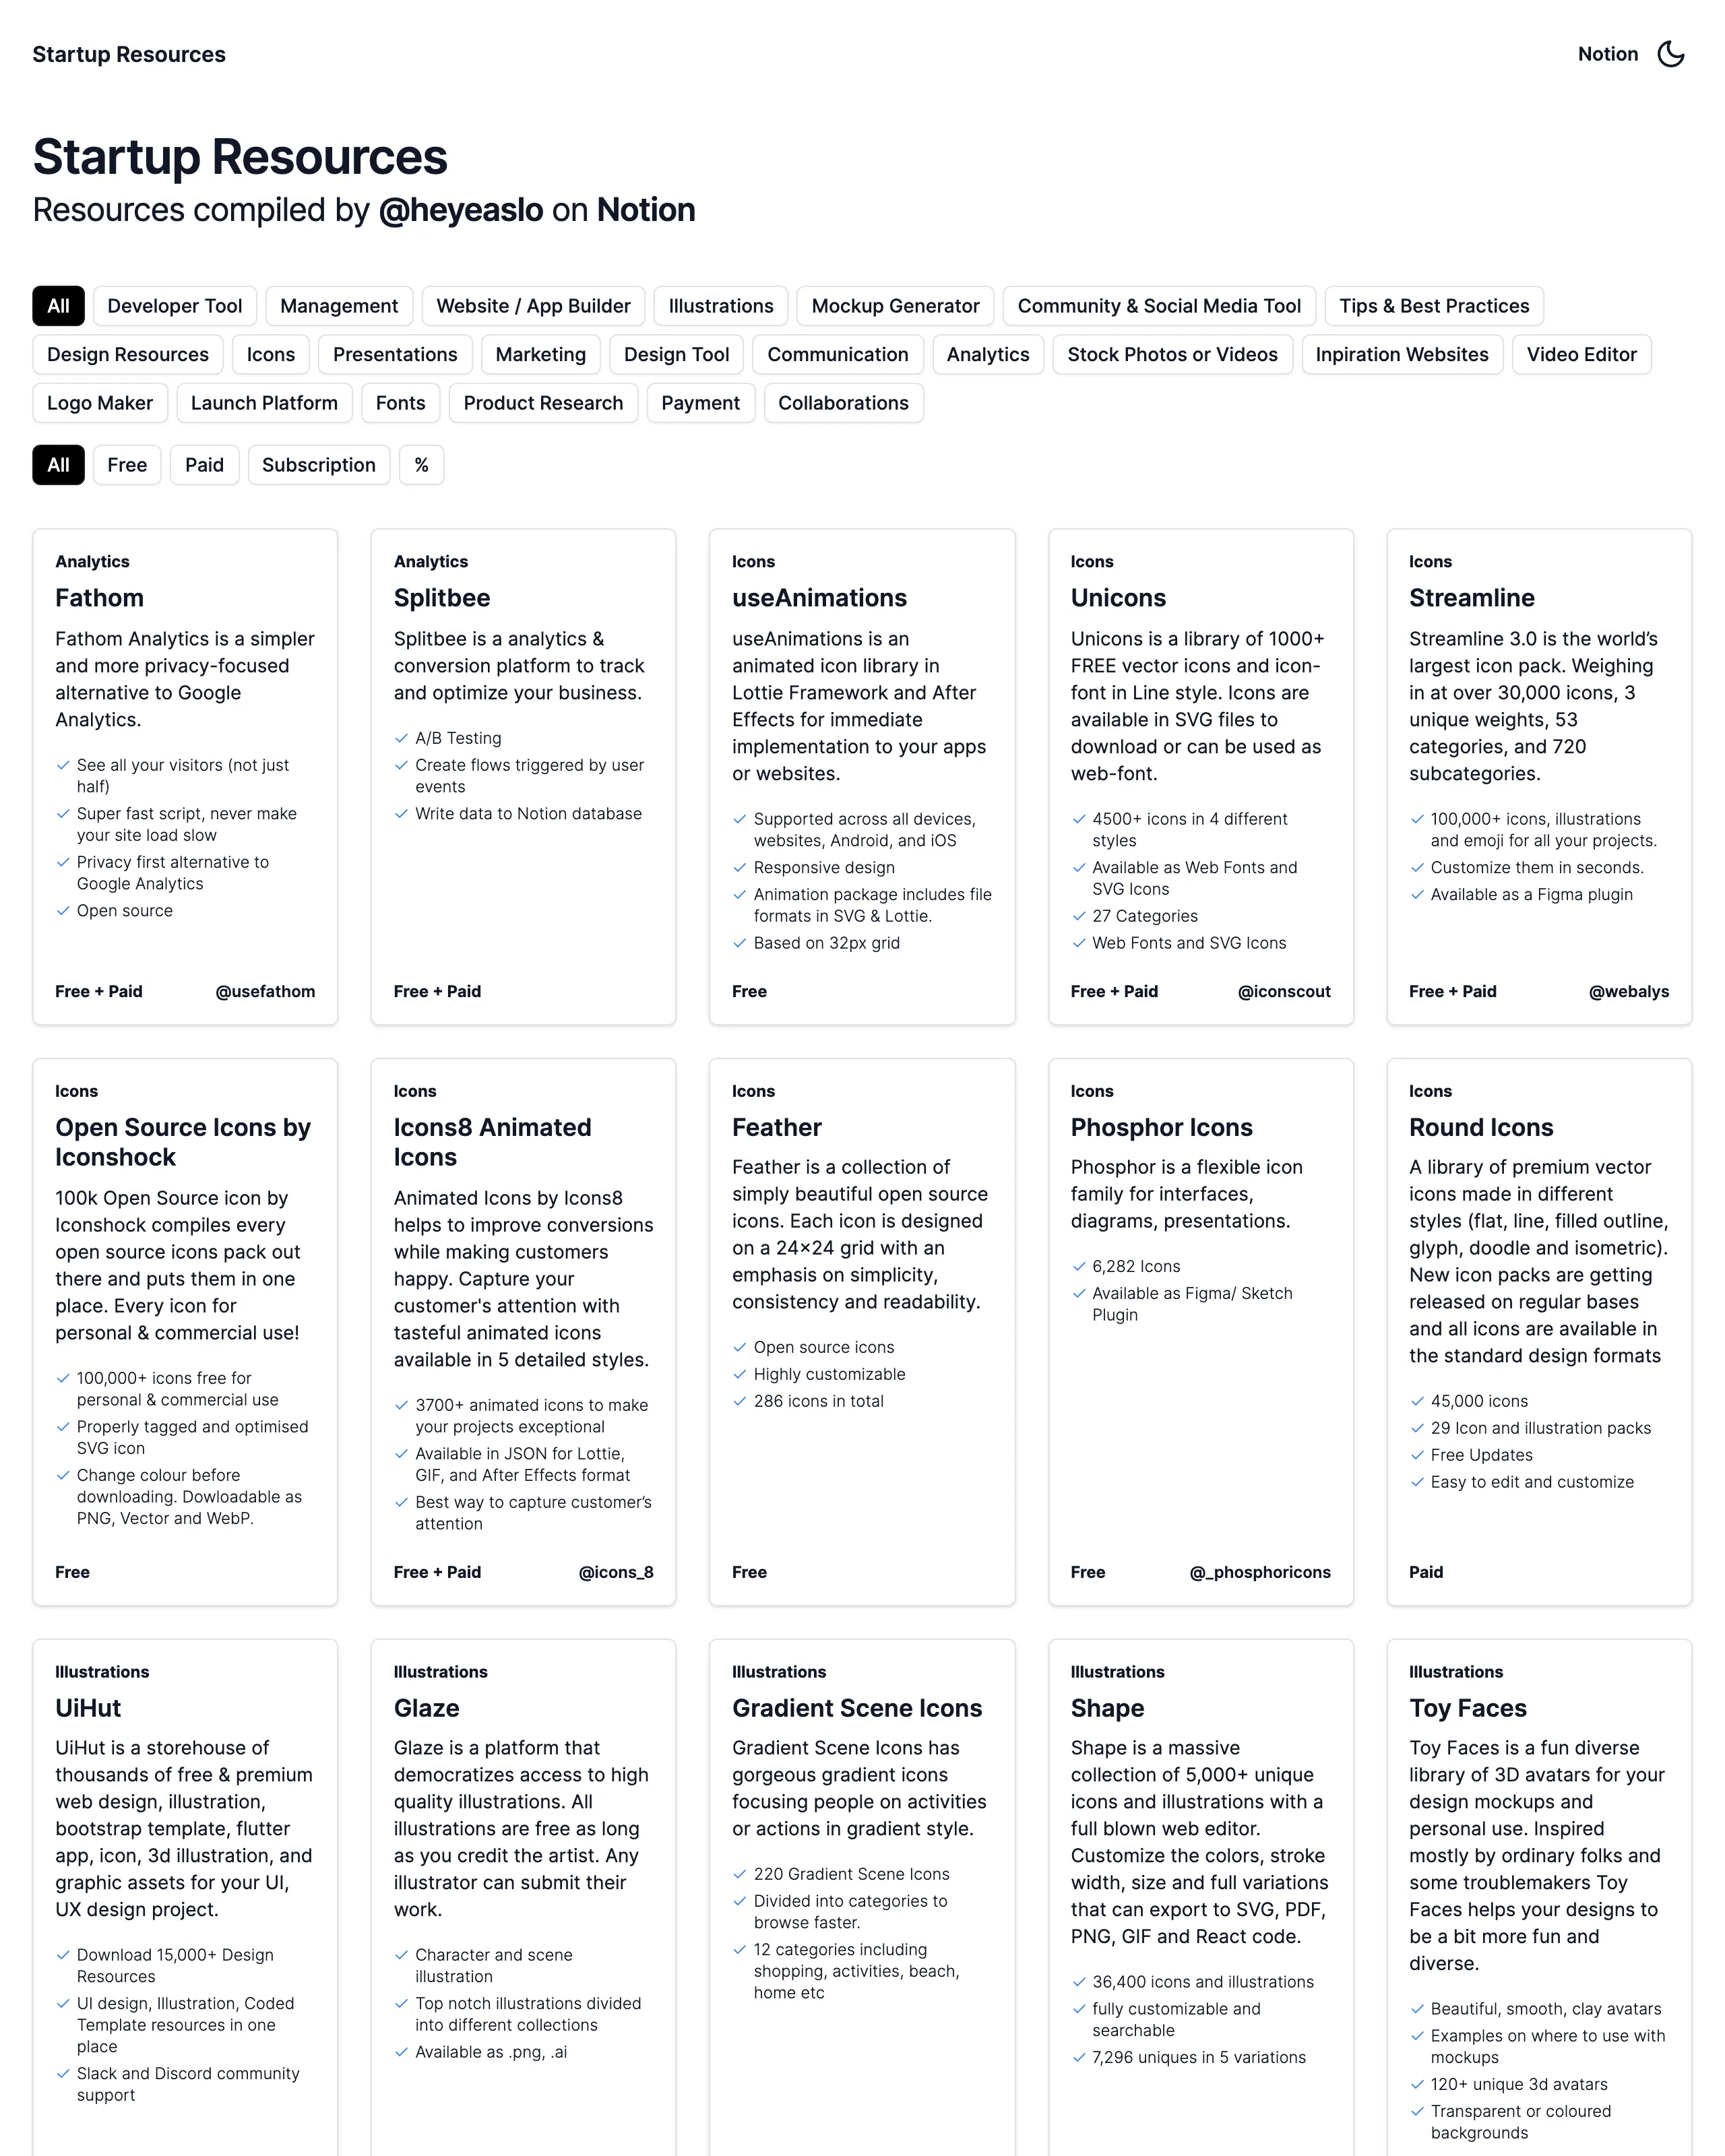 Startup Resources
Notion
Startup Resources
Resources compiled by @heyeaslo on Notion
All
Developer Tool
Management
Website / App Builder
Illustrations
Mockup Generator
Community & Social Media Tool
Tips & Best Practices
Design Resources
Icons
Presentations
Marketing
Design Tool
Communication
Analytics
Stock Photos or Videos
Inpiration Websites
Video Editor
Logo Maker
Launch Platform
Fonts
Product Research
Payment
Collaborations
All
Free
Paid
Subscription
%
Analytics
Fathom
Fathom Analytics is a simpler
and more privacy-focused
alternative to Google
Analytics.
See all your visitors (not just
half)
Super fast script, never make
your site load slow
Privacy first alternative to
Google Analytics
Open source
Free + Paid
@usefathom
Analytics
Splitbee
Splitbee is a analytics &
conversion platform to track
and optimize your business.
A/B Testing
Create flows triggered by user
events
Write data to Notion database
Free + Paid
Icons
useAnimations
useAnimations is an
animated icon library in
Lottie Framework and After
Effects for immediate
implementation to your apps
or websites.
Supported across all devices,
websites, Android, and iOS
Responsive design
Animation package includes file
formats in SVG & Lottie.
Based on 32px grid
Free
Icons
Unicons
Unicons is a library of 1000+
FREE vector icons and icon-
font in Line style. Icons are
available in SVG files to
download or can be used as
web-font.
4500+ icons in 4 different
styles
Available as Web Fonts and
SVG Icons
27 Categories
Web Fonts and SVG Icons
Free + Paid
@iconscout
Icons
Streamline
Streamline 3.0 is the world's
largest icon pack. Weighing
in at over 30,000 icons, 3
unique weights, 53
categories, and 720
subcategories.
100,000+ icons, illustrations
and emoji for all your projects.
Customize them in seconds.
Available as a Figma plugin
Free + Paid
@webalys
Icons
Open Source Icons by
Iconshock
100k Open Source icon by
Iconshock compiles every
open source icons pack out
there and puts them in one
place. Every icon for
personal & commercial use!
100,000+ icons free for
personal & commercial use
Properly tagged and optimised
SVG icon
Change colour before
downloading. Dowloadable as
PNG, Vector and WebP.
Free
Icons
Icons8 Animated
Icons
Animated Icons by Icons8
helps to improve conversions
while making customers
happy. Capture your
customer's attention with
tasteful animated icons
available in 5 detailed styles.
3700+ animated icons to make
your projects exceptional
Available in JSON for Lottie,
GIF, and After Effects format
Best way to capture customer's
attention
Free + Paid
@icons_8
Icons
Feather
Feather is a collection of
simply beautiful open source
icons. Each icon is designed
on a 24×24 grid with an
emphasis on simplicity,
consistency and readability.
Open source icons
Highly customizable
286 icons in total
Free
Icons
Phosphor Icons
Phosphor is a flexible icon
family for interfaces,
diagrams, presentations.
6,282 Icons
Available as Figma/ Sketch
Plugin
Free
@_phosphoricons
Icons
Round Icons
A library of premium vector
icons made in different
styles (flat, line, filled outline,
glyph, doodle and isometric).
New icon packs are getting
released on regular bases
and all icons are available in
the standard design formats
45,000 icons
29 Icon and illustration packs
Free Updates
Easy to edit and customize
Paid
Illustrations
UiHut
UiHut is a storehouse of
thousands of free & premium
web design, illustration,
bootstrap template, flutter
app, icon, 3d illustration, and
graphic assets for your UI,
UX design project.
Download 15,000+ Design
Resources
UI design, Illustration, Coded
Template resources in one
place
Slack and Discord community
support
Illustrations
Glaze
Glaze is a platform that
democratizes access to high
quality illustrations. All
illustrations are free as long
as you credit the artist. Any
illustrator can submit their
work.
Character and scene
illustration
Top notch illustrations divided
into different collections
Available as .png, .ai
Illustrations
Gradient Scene Icons
Gradient Scene Icons has
gorgeous gradient icons
focusing people on activities
or actions in gradient style.
220 Gradient Scene Icons
Divided into categories to
browse faster.
12 categories including
shopping, activities, beach,
home etc
Illustrations
Shape
Shape is a massive
collection of 5,000+ unique
icons and illustrations with a
full blown web editor.
Customize the colors, stroke
width, size and full variations
that can export to SVG, PDF,
PNG, GIF and React code.
36,400 icons and illustrations
fully customizable and
searchable
7,296 uniques in 5 variations
Illustrations
Toy Faces
Toy Faces is a fun diverse
library of 3D avatars for your
design mockups and
personal use. Inspired
mostly by ordinary folks and
some troublemakers Toy
Faces helps your designs to
be a bit more fun and
diverse.
Beautiful, smooth, clay avatars
Examples on where to use with
mockups
120+ unique 3d avatars
Transparent or coloured
backgrounds